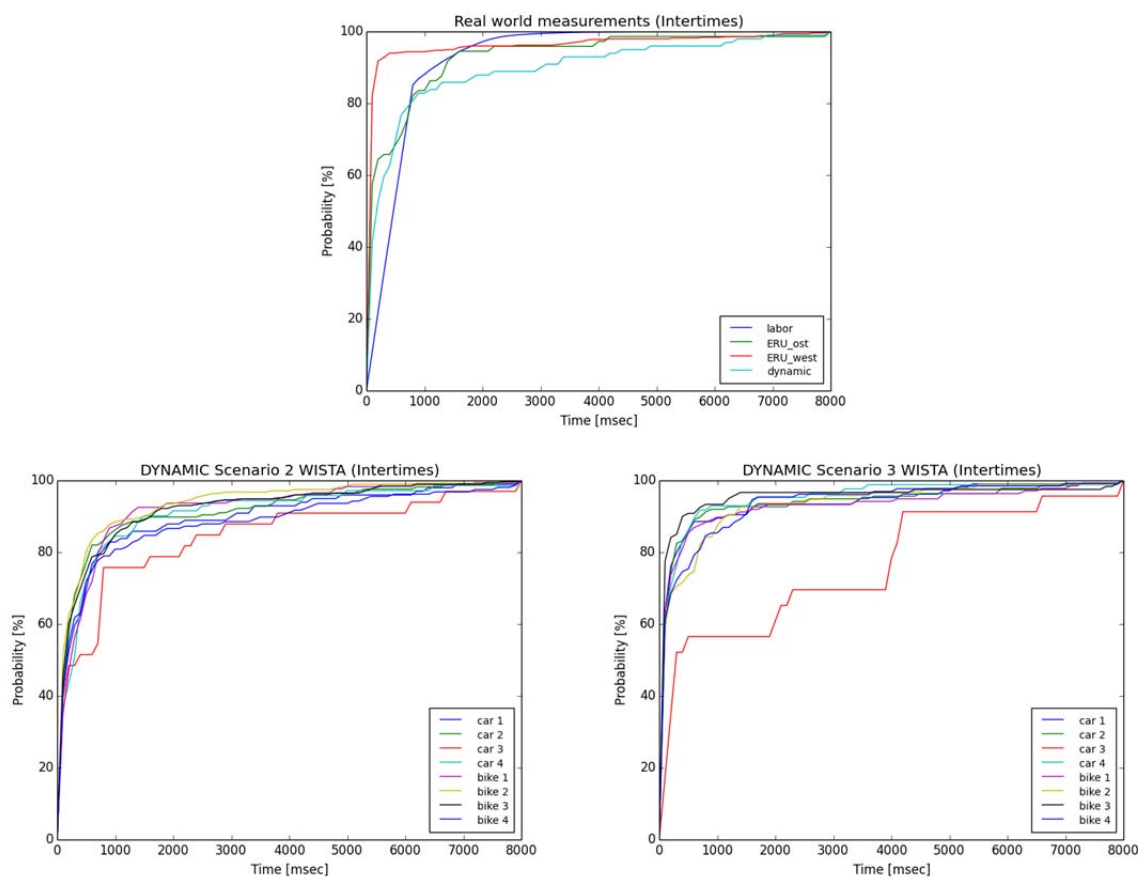 Real world measurements (Intertimes)
100
80
60
40
20
0
Probability [%]
0 1000 2000 3000 4000 5000 6000 7000 8000
Time [msec]
labor
ERU_ost
ERU_west
dynamic
DYNAMIC Scenario 2 WISTA (Intertimes)
100
80
60
40
20
0
Probability [%]
0 1000 2000 3000 4000 5000 6000 7000 8000
Time [msec]
car 1
car 2
car 3
car 4
bike 1
bike 2
bike 3
bike 4
DYNAMIC Scenario 3 WISTA (Intertimes)
100
80
60
40
20
0
Probability [%]
0 1000 2000 3000 4000 5000 6000 7000 8000
Time [msec]
car 1
car 2
car 3
car 4
bike 1
bike 2
bike 3
bike 4